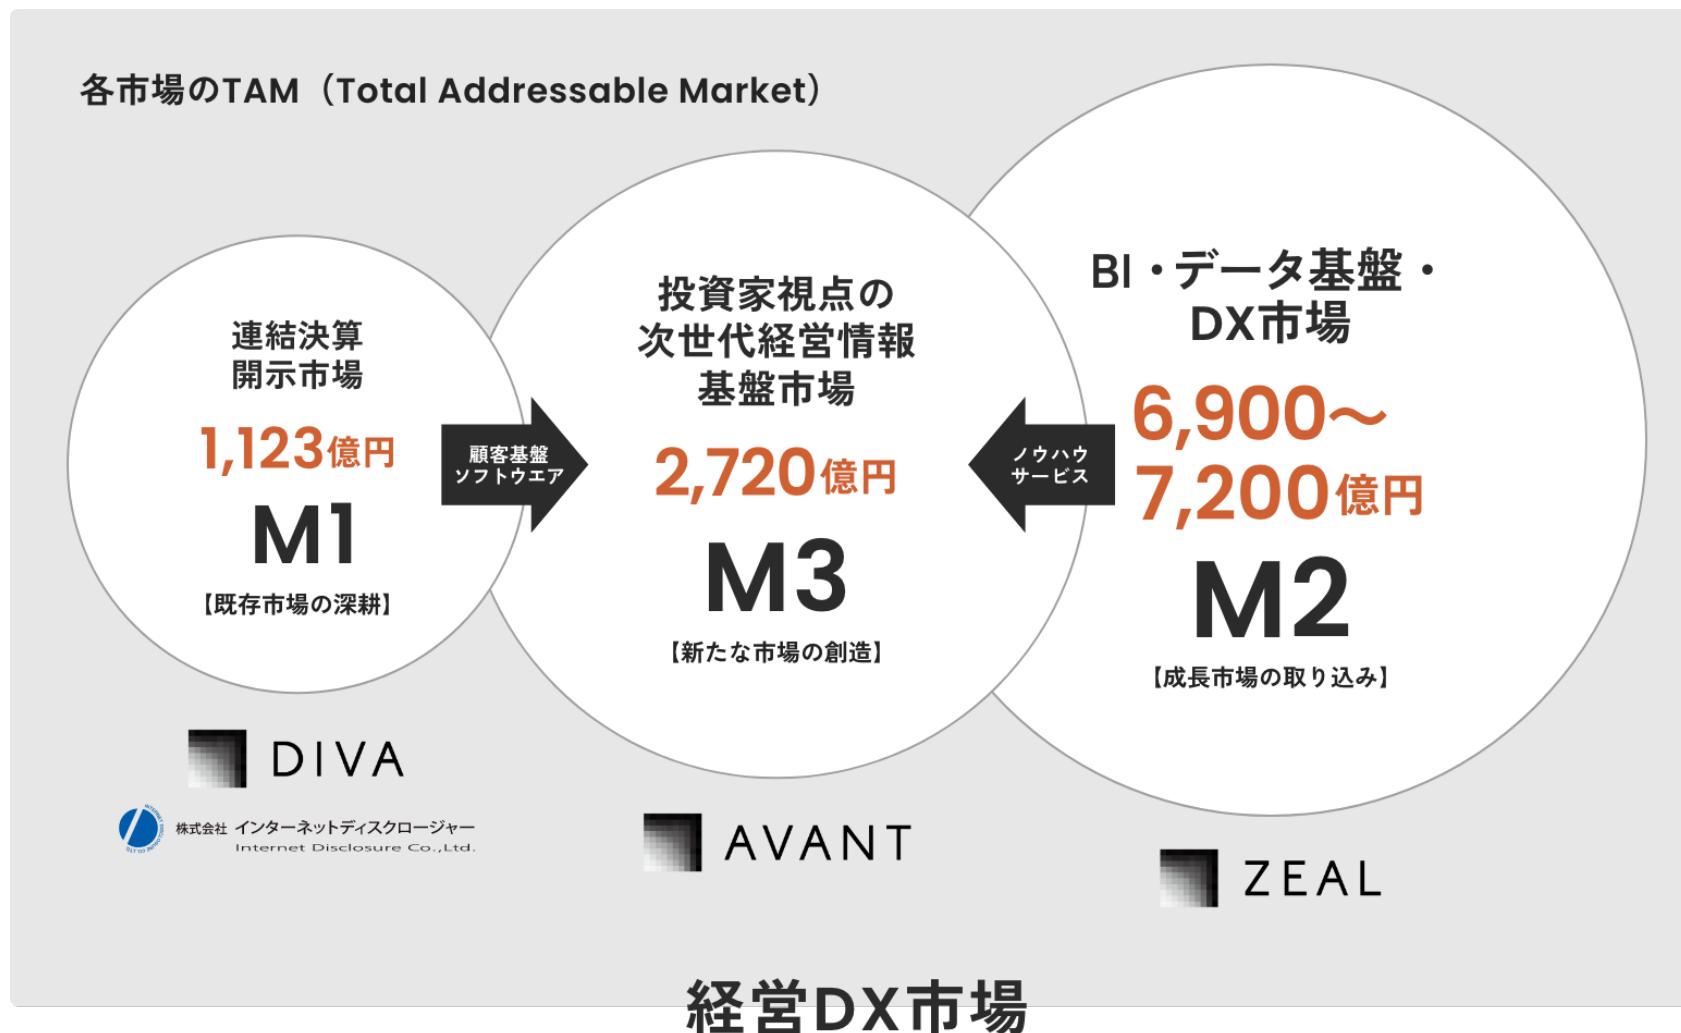 各市場のTAM（Total Addressable Market）
連結決算
開示市場
1,123億円
M1
【既存市場の深耕】
顧客基盤
ソフトウエア
投資家視点の
次世代経営情報
基盤市場
2,720億円
M3
【新たな市場の創造】
ノウハウ
サービス
BI・データ基盤・
DX市場
6,900〜
7,200億円
M2
【成長市場の取り込み】
DIVA
株式会社 インターネットディスクロージャー
Internet Disclosure Co.,Ltd.
AVANT
ZEAL
経営DX市場